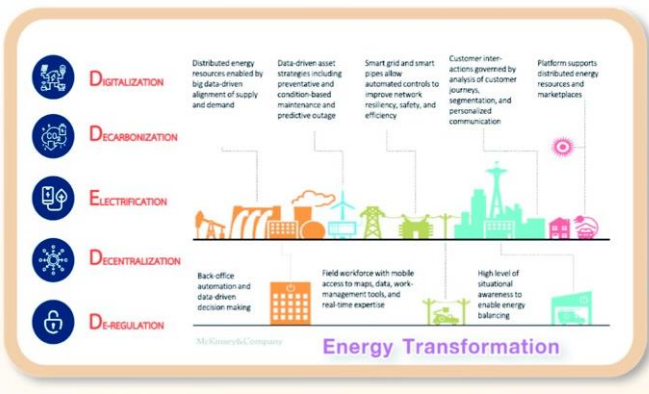 DIGITALIZATION
DECARBONIZATION
ELECTRIFICATION
DECENTRALIZATION
DE-REGULATION
Distributed energy
resources enabled by
big data-driven
alignment of supply
and demand
Data-driven asset
strategies including
preventative and
condition-based
maintenance and
predictive outage
Smart grid and smart
pipes allow
automated controls to
improve network
resiliency, safety, and
efficiency
Customer inter-
actions governed by
analysis of customer
journeys,
segmentation, and
personalized
communication
Platform supports
distributed energy
resources and
marketplaces
Back-office
automation and
data-driven
decision making
Field workforce with mobile
access to maps, data, work-
management tools, and
real-time expertise
High level of
situational
awareness to
enable energy
balancing
McKinsey&Company
Energy Transformation